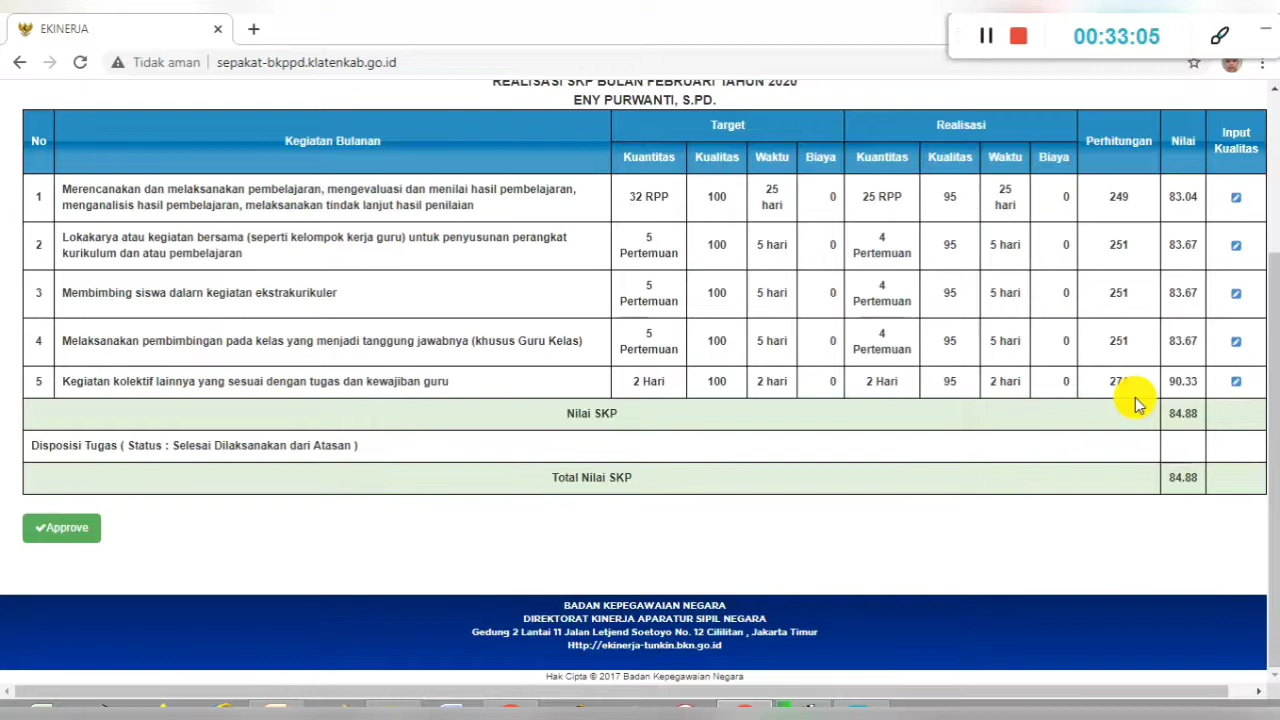 EKINERJA
00:33:05
Tidak aman | sepakat-bkppd.klatenkab.go.id
REALISASI SKP BULAN FEBRUARI TAHUN 2020
ENY PURWANTI, S.PD.
No Kegiatan Bulanan Target Realisasi Perhitungan Nilai Input Kualitas
Kuantitas Kualitas Waktu Biaya Kuantitas Kualitas Waktu Biaya
1 Merencanakan dan melaksanakan pembelajaran, mengevaluasi dan menilai hasil pembelajaran, 32 RPP 100 25 hari 0 25 RPP 95 25 hari 0 249 83.04
menganalisis hasil pembelajaran, melaksanakan tindak lanjut hasil penilaian
2 Lokakarya atau kegiatan bersama (seperti kelompok kerja guru) untuk penyusunan perangkat 5 Pertemuan 100 5 hari 0 4 Pertemuan 95 5 hari 0 251 83.67
kurikulum dan atau pembelajaran
3 Membimbing siswa dalarn kegiatan ekstrakurikuler 5 Pertemuan 100 5 hari 0 4 Pertemuan 95 5 hari 0 251 83.67
4 Melaksanakan pembimbingan pada kelas yang menjadi tanggung jawabnya (khusus Guru Kelas) 5 Pertemuan 100 5 hari 0 4 Pertemuan 95 5 hari 0 251 83.67
5 Kegiatan kolektif lainnya yang sesuai dengan tugas dan kewajiban guru 2 Hari 100 2 hari 0 2 Hari 95 2 hari 0 90.33
Nilai SKP 84.88
Disposisi Tugas ( Status : Selesai Dilaksanakan dari Atasan )
Total Nilai SKP 84.88
Approve
BADAN KEPEGAWAIAN NEGARA
DIREKTORAT KINERJA APARATUR SIPIL NEGARA
Gedung 2 Lantai 11 Jalan Letjend Soetoyo No. 12 Cililitan , Jakarta Timur
Http://ekinerja-tunkin.bkn.go.id
Hak Cipta © 2017 Badan Kepegawaian Negara